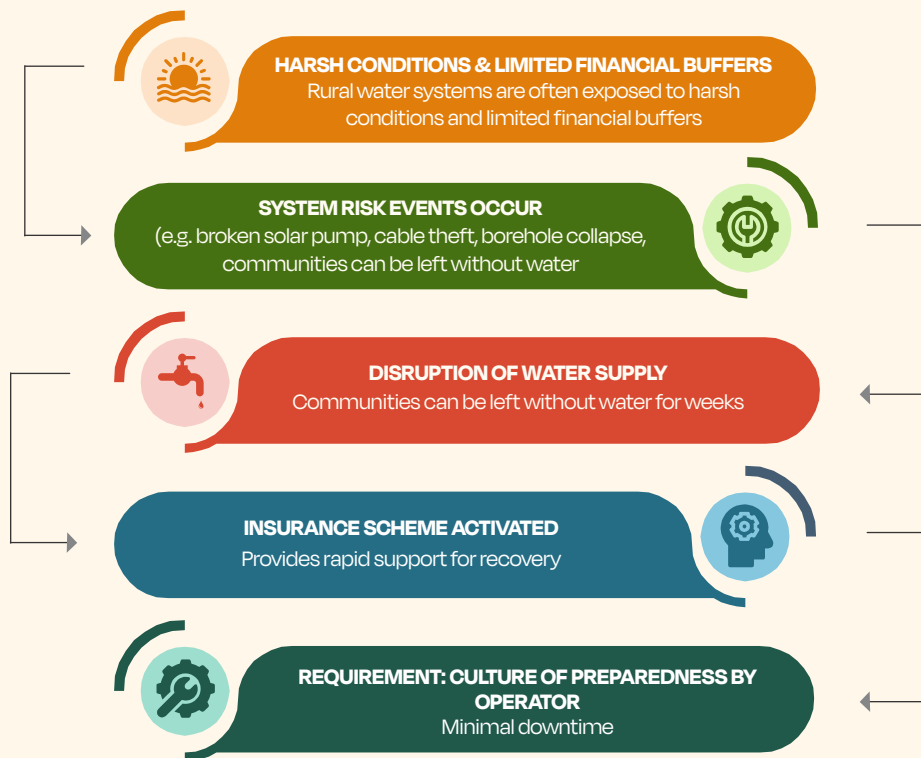 HARSH CONDITIONS & LIMITED FINANCIAL BUFFERS
Rural water systems are often exposed to harsh
conditions and limited financial buffers
SYSTEM RISK EVENTS OCCUR
(e.g. broken solar pump, cable theft, borehole collapse,
communities can be left without water
DISRUPTION OF WATER SUPPLY
Communities can be left without water for weeks
INSURANCE SCHEME ACTIVATED
Provides rapid support for recovery
REQUIREMENT: CULTURE OF PREPAREDNESS BY
OPERATOR
Minimal downtime